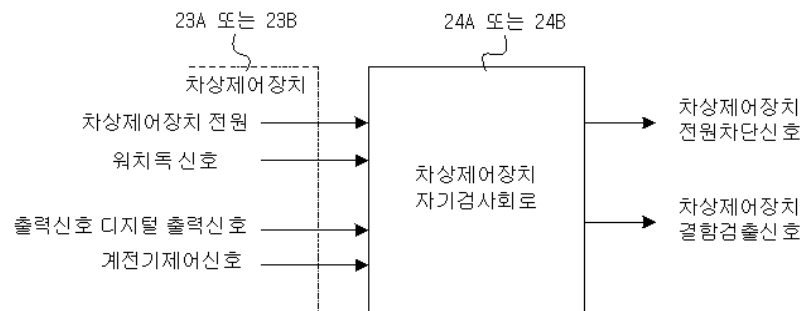 23A 또는 23B
24A 또는 24B
차상제어장치
차상제어장치 전원
워치독 신호
출력신호 디지털 출력신호
계전기제어신호
차상제어장치
자기검사회로
차상제어장치
전원차단신호
차상제어장치
결함검출신호